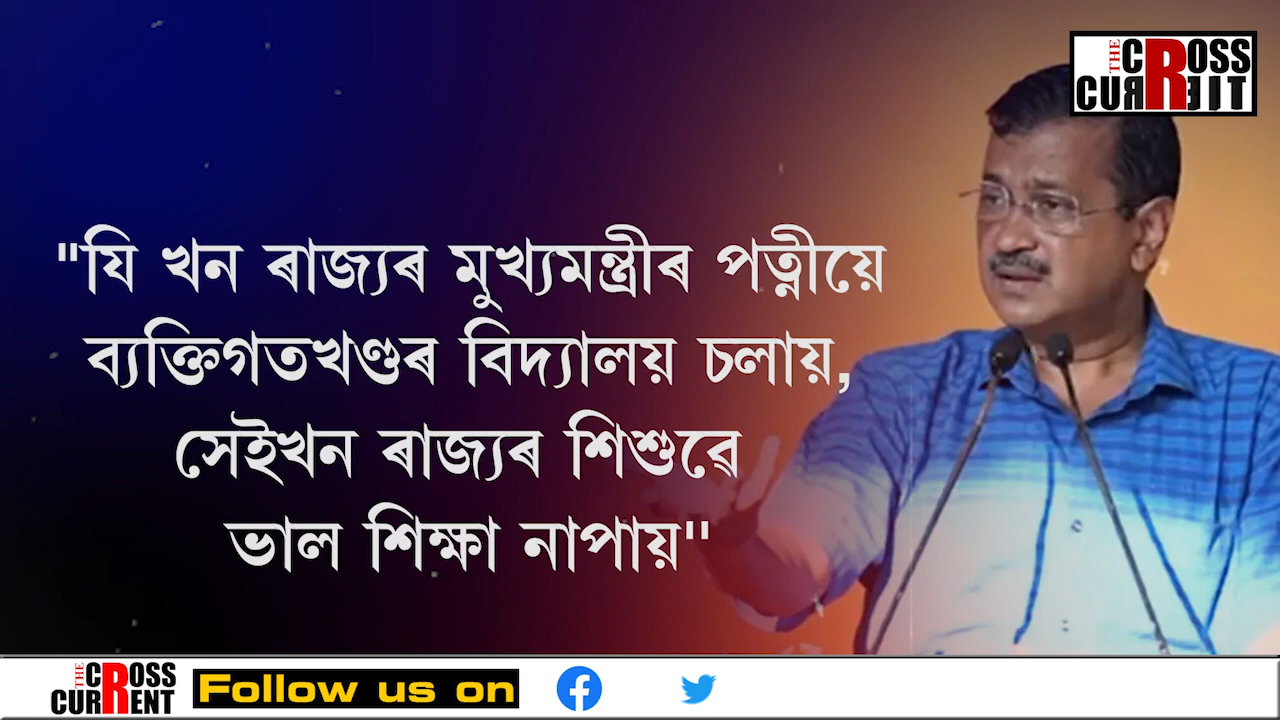 THE CROSS
CURRENT
"যি খন ৰাজ্যৰ মুখ্যমন্ত্ৰীৰ পত্নীয়ে
ব্যক্তিগতখণ্ডৰ বিদ্যালয় চলায়,
সেইখন ৰাজ্যৰ শিশুৱে
ভাল শিক্ষা নাপায়"
THE CROSS
CURRENT
Follow us on